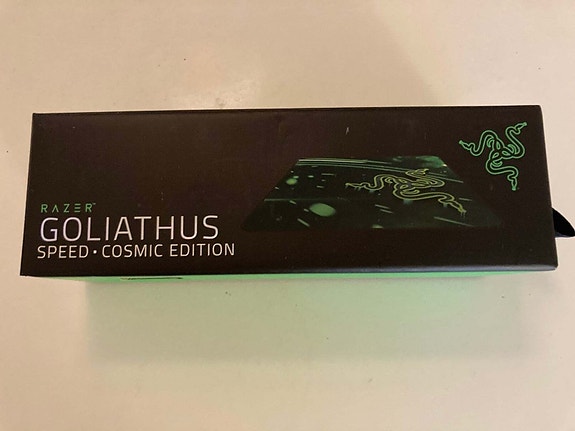 RAZER™
GOLIATHUS
SPEED • COSMIC EDITION